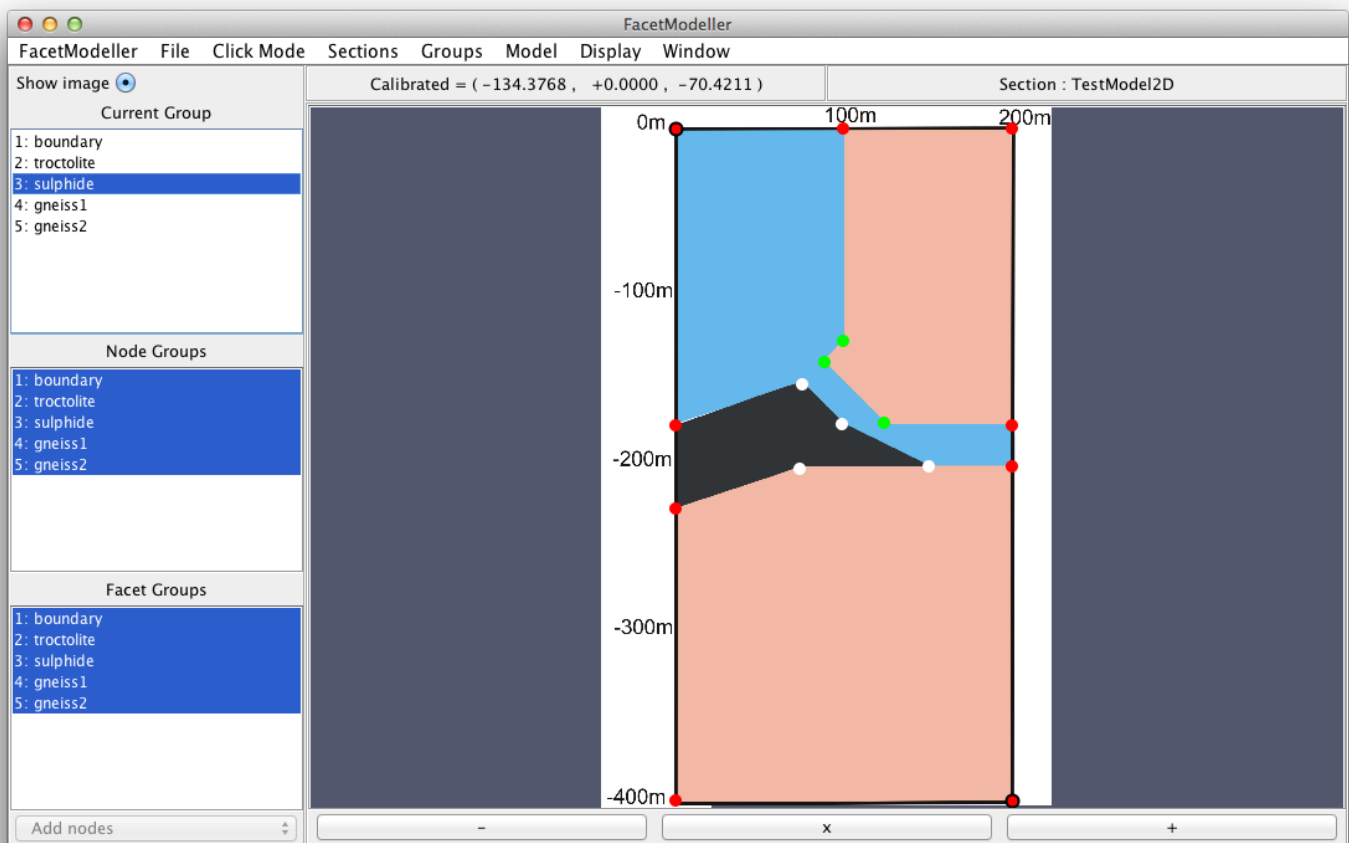 FacetModeller
FacetModeller File Click Mode Sections Groups Model Display Window
Show image
Calibrated = ( -134.3768 , +0.0000 , -70.4211 )
Section : TestModel2D
Current Group
1: boundary
2: troctolite
3: sulphide
4: gneiss1
5: gneiss2
Node Groups
1: boundary
2: troctolite
3: sulphide
4: gneiss1
5: gneiss2
Facet Groups
1: boundary
2: troctolite
3: sulphide
4: gneiss1
5: gneiss2
Add nodes
0m 100m 200m
-100m
-200m
-300m
-400m
- x +